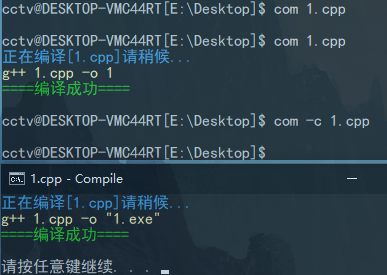 cctv@DESKTOP-VMC44RT[E:\Desktop]$ com 1.cpp
cctv@DESKTOP-VMC44RT[E:\Desktop]$ com 1.cpp
正在编译[1.cpp]请稍候...
g++ 1.cpp -o 1
====编译成功====
cctv@DESKTOP-VMC44RT[E:\Desktop]$ com -c 1.cpp
cctv@DESKTOP-VMC44RT[E:\Desktop]$
1.cpp - Compile
正在编译[1.cpp]请稍候...
g++ 1.cpp -o "1.exe"
====编译成功====
请按任意键继续. . .